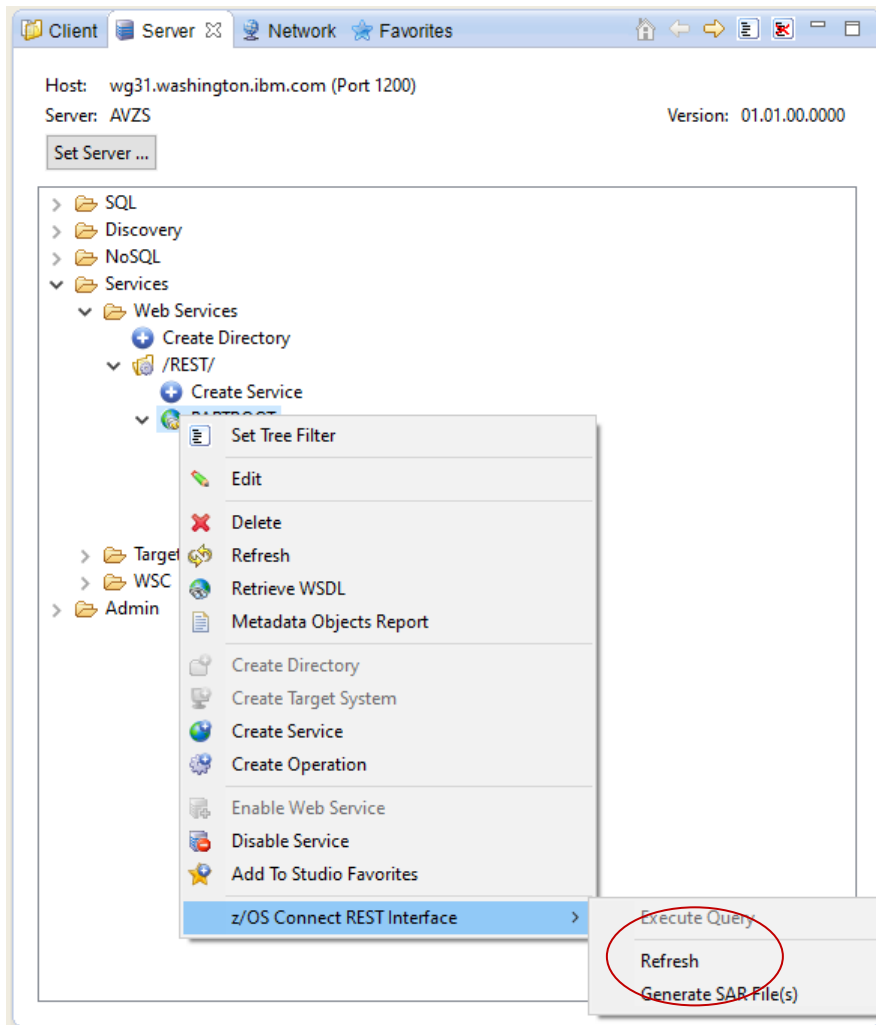 Client Server Network Favorites
Host: wg31.washington.ibm.com (Port 1200)
Server: AVZS Version: 01.01.00.0000
Set Server ...
SQL
Discovery
NoSQL
Services
Web Services
Create Directory
/REST/
Create Service
Set Tree Filter
Edit
Delete
Target
Refresh
WSC
Retrieve WSDL
Admin
Metadata Objects Report
Create Directory
Create Target System
Create Service
Create Operation
Enable Web Service
Disable Service
Add To Studio Favorites
z/OS Connect REST Interface
Execute Query
Refresh
Generate SAR File(s)